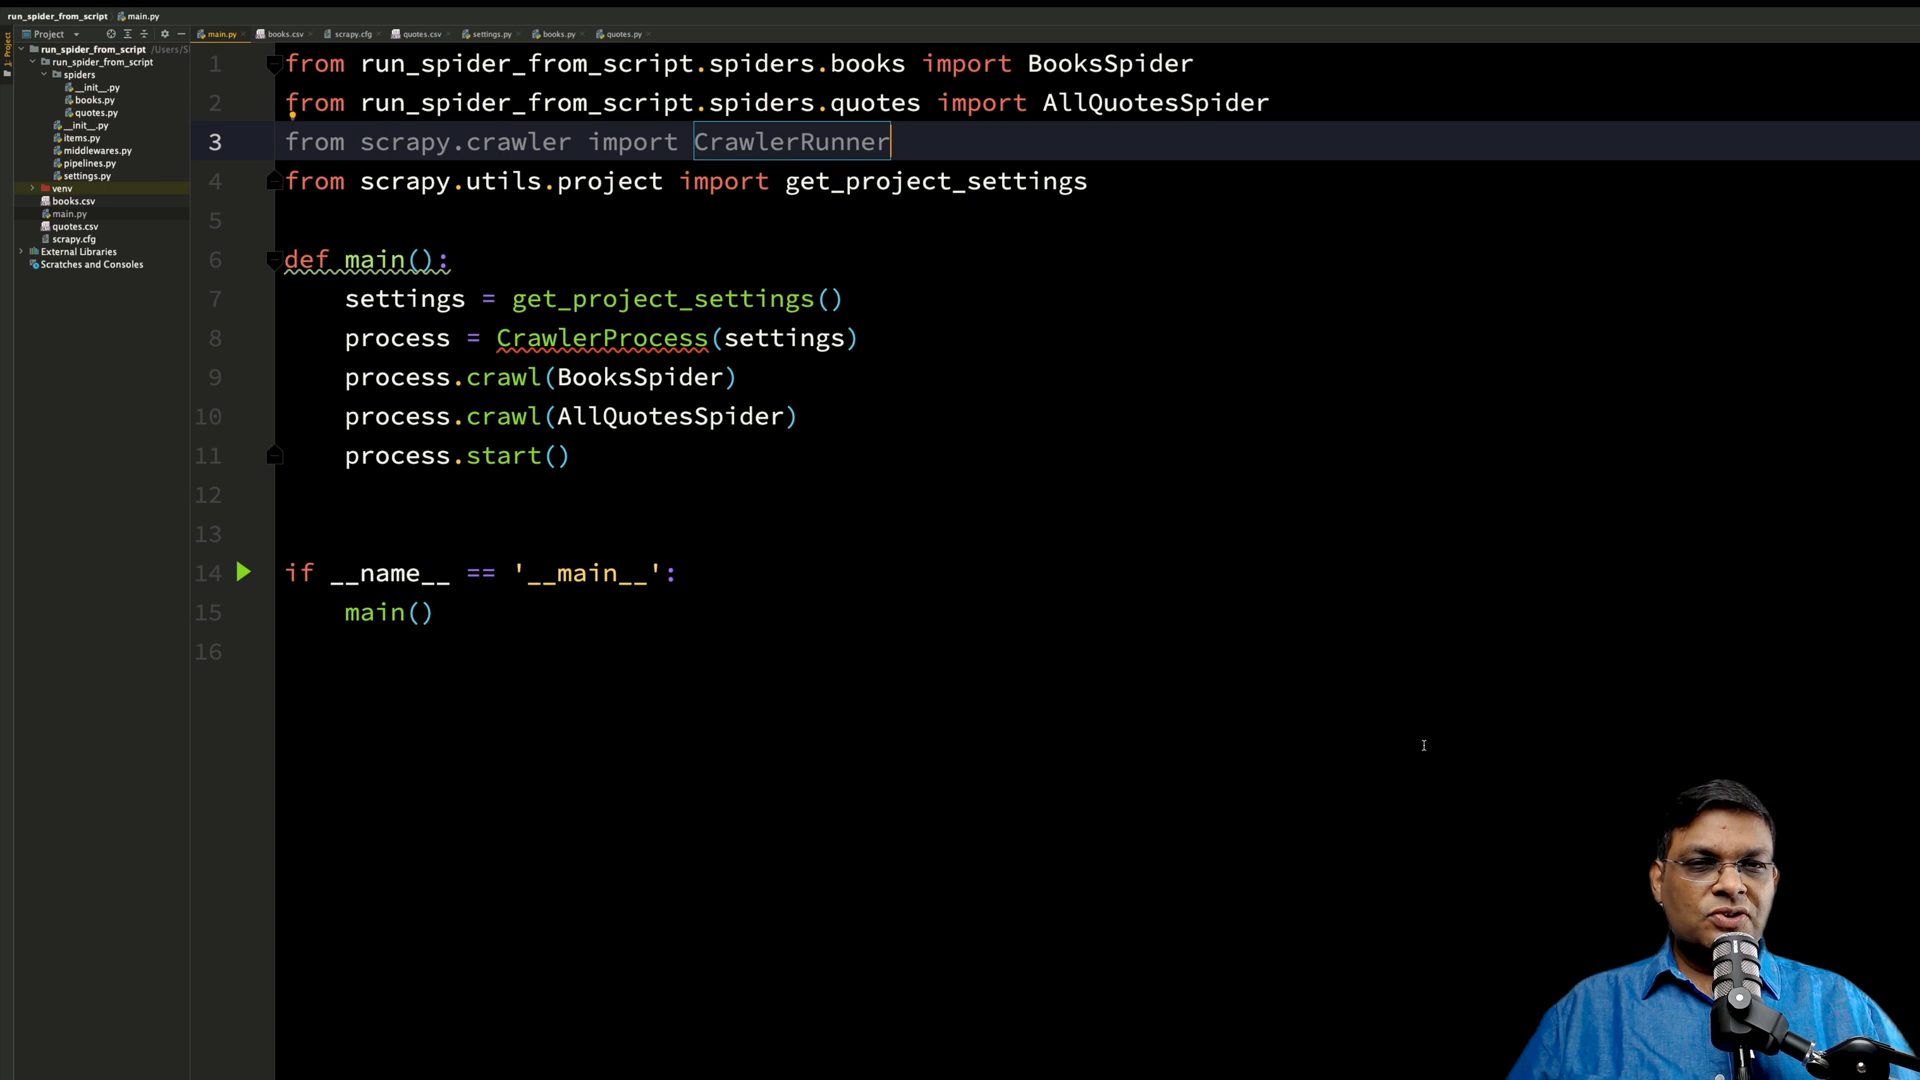 run_spider_from_script main.py
Project
main.py books.csv scrapy.cfg quotes.csv settings.py books.py quotes.py
Project
run_spider_from_script /Users/S
run_spider_from_script
spiders
__init__.py
books.py
quotes.py
__init__.py
items.py
middlewares.py
pipelines.py
settings.py
venv
books.csv
main.py
quotes.csv
scrapy.cfg
External Libraries
Scratches and Consoles
1 from run_spider_from_script.spiders.books import BooksSpider
2 from run_spider_from_script.spiders.quotes import AllQuotesSpider
3 from scrapy.crawler import CrawlerRunner
4 from scrapy.utils.project import get_project_settings
5
6 def main():
7 settings = get_project_settings()
8 process = CrawlerProcess(settings)
9 process.crawl(BooksSpider)
10 process.crawl(AllQuotesSpider)
11 process.start()
12
13
14 if __name__ == '__main__':
15 main()
16